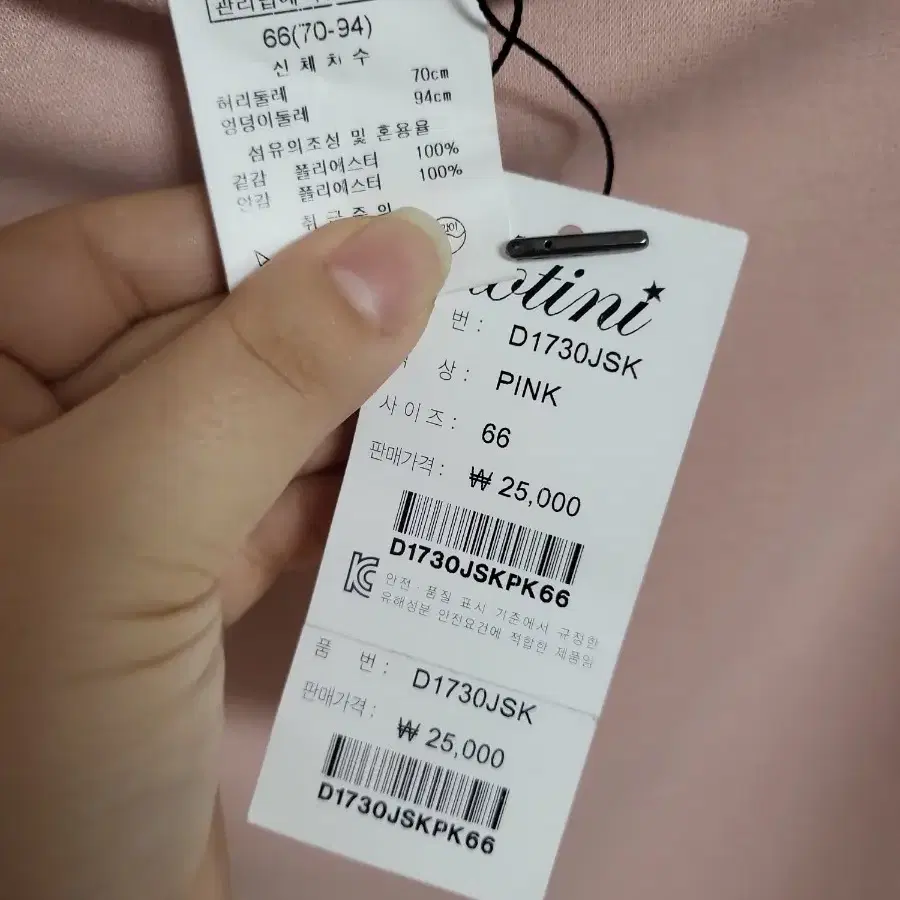 66(70-94)
신 체 치 수
허리둘레 70cm
엉덩이둘레 94cm
섬유의조성 및 혼용율
겉감 폴리에스터 100%
안감 폴리에스터 100%
취 급 주 의
번 : D1730JSK
상 : PINK
사 이 즈 : 66
판매가격 : ₩ 25,000
D1730JSKPK66
안전 · 품질 표시 기준에서 규정한
유해성분 안전요건에 적합한 제품임
품 번 : D1730JSK
판매가격 : ₩ 25,000
D1730JSKPK66